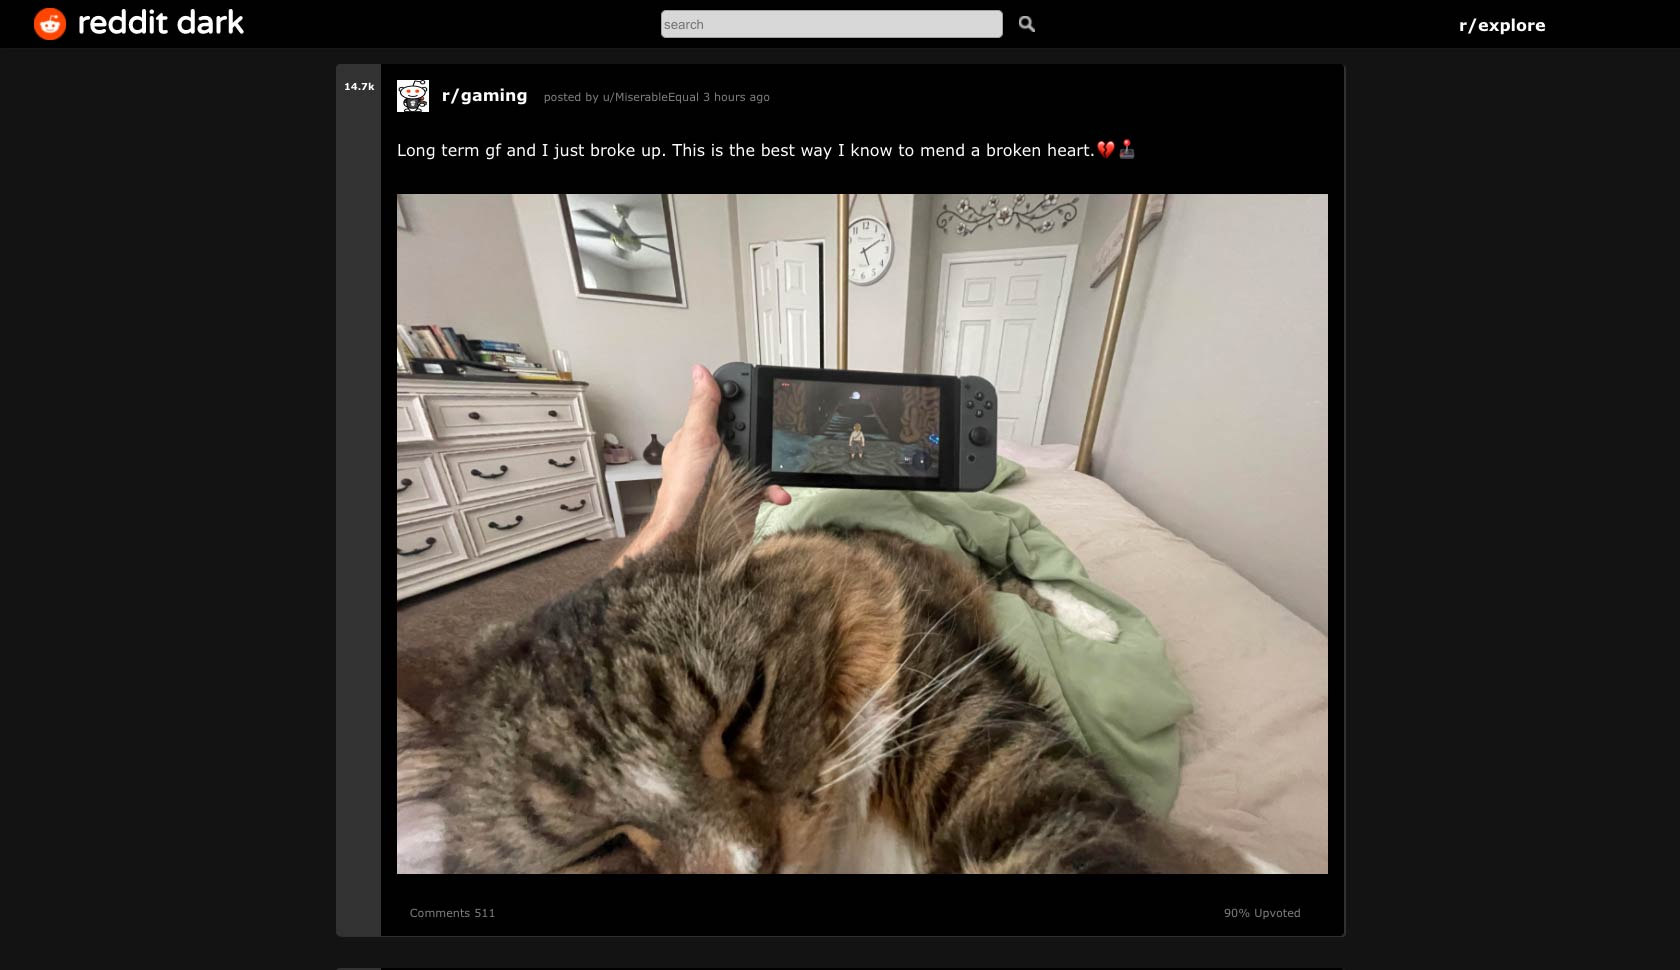 reddit dark
search
r/explore
14.7k
r/gaming
posted by u/MiserableEqual 3 hours ago
Long term gf and I just broke up. This is the best way I know to mend a broken heart.💔🕹️
Comments 511
90% Upvoted